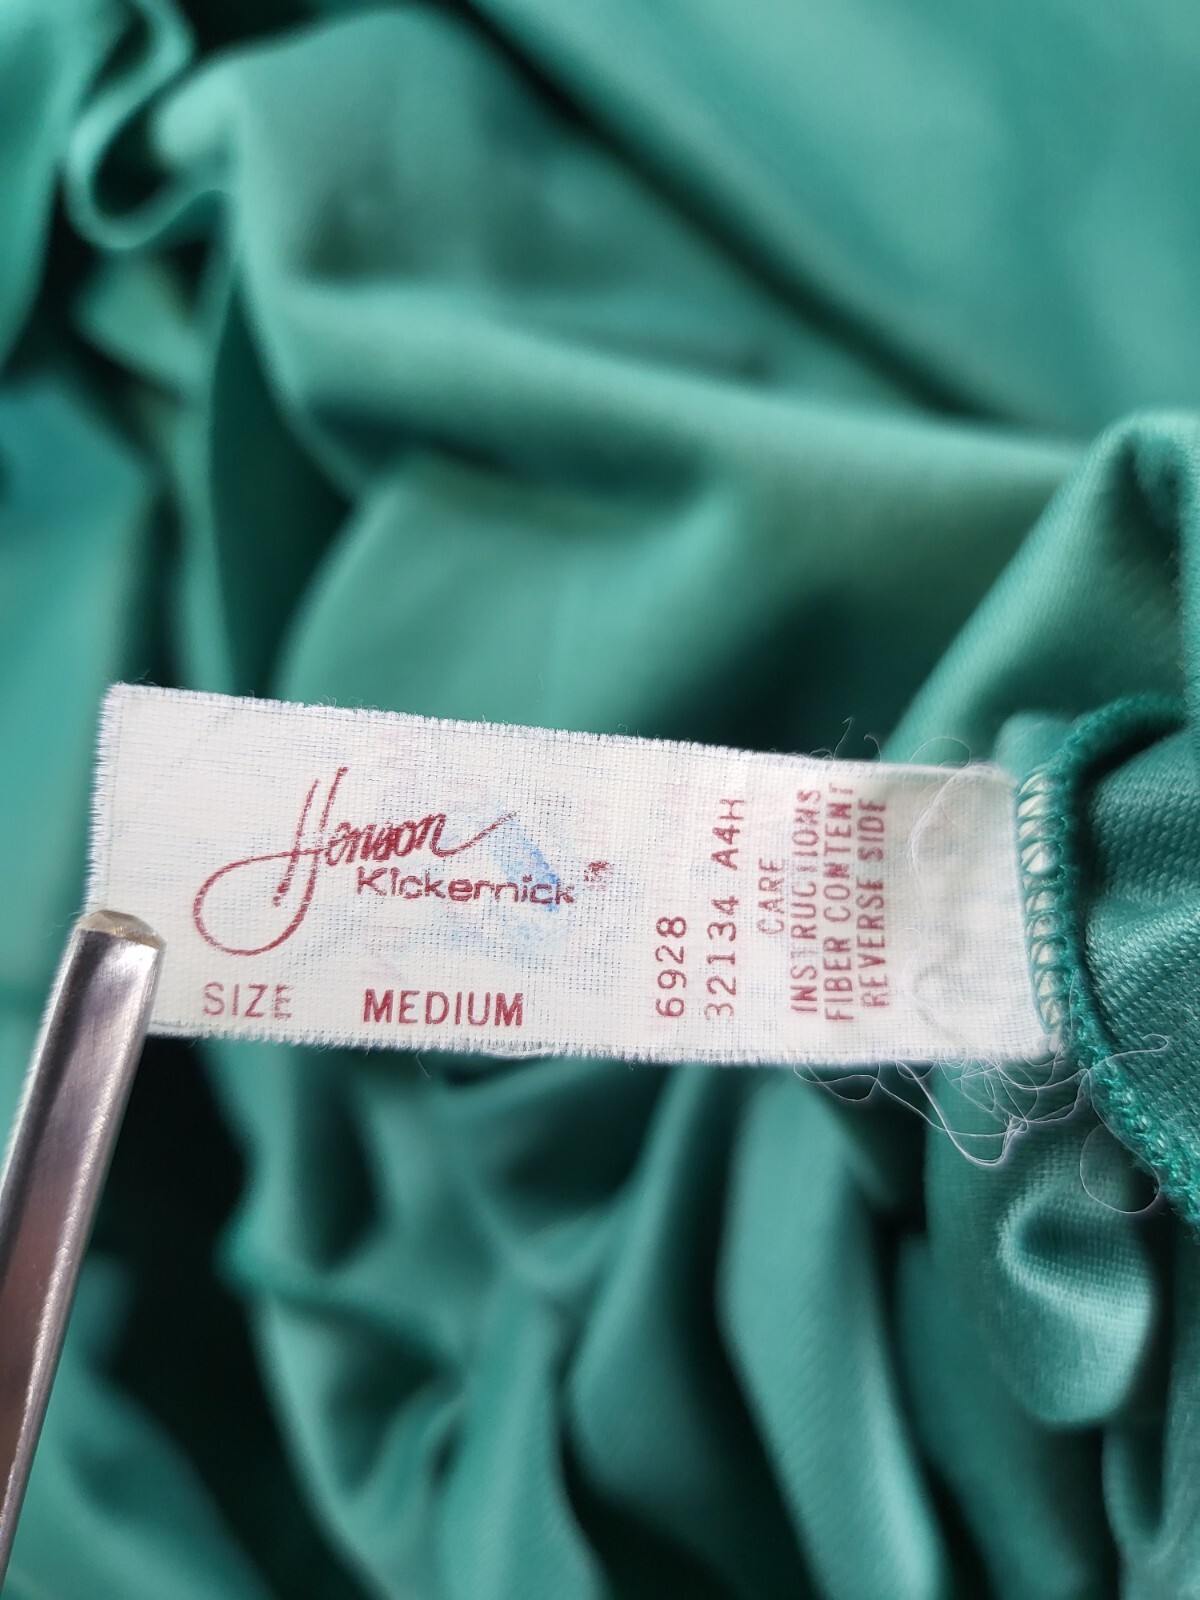 Henson
Kickernick
SIZE MEDIUM
6928
32134 A4H
CARE
INSTRUCTIONS
FIBER CONTENT
REVERSE SIDE